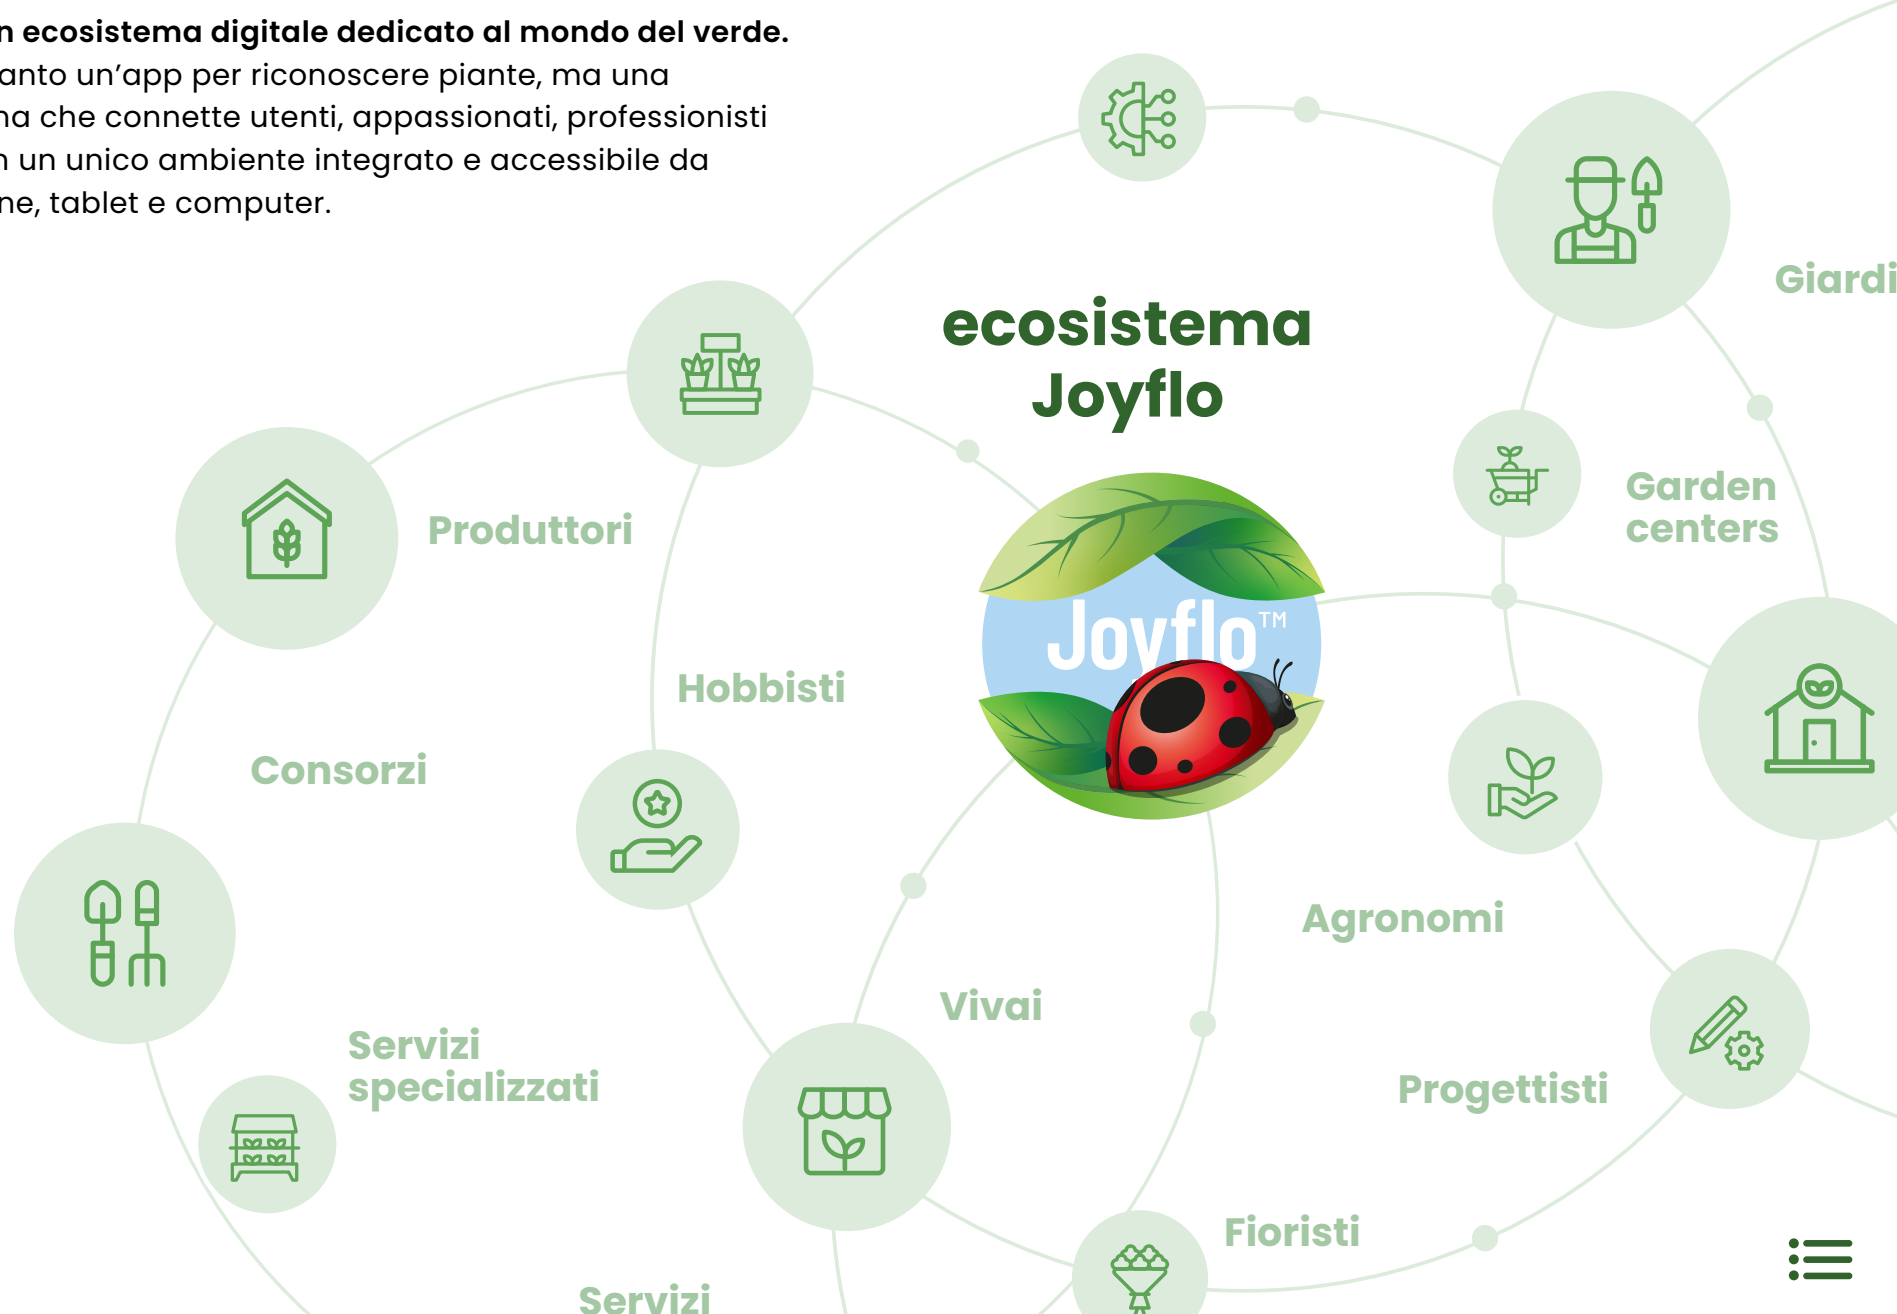 n ecosistema digitale dedicato al mondo del verde.
anto un'app per riconoscere piante, ma una
na che connette utenti, appassionati, professionisti
n un unico ambiente integrato e accessibile da
ne, tablet e computer.
ecosistema
Joyflo
Giardi
Garden
centers
Produttori
Joyflo™
Hobbisti
Consorzi
Agronomi
Vivai
Servizi
specializzati
Progettisti
Fioristi
Servizi